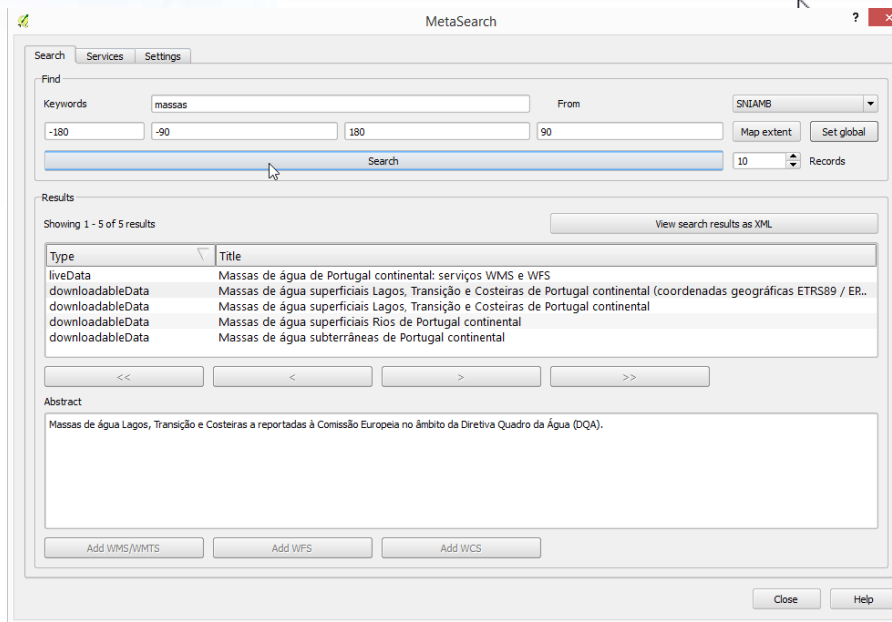 MetaSearch
?
Search Services Settings
Find
Keywords massas From SNIAMB
-180 -90 180 90 Map extent Set global
Search 10 Records
Results
Showing 1 - 5 of 5 results View search results as XML
Type Title
liveData Massas de água de Portugal continental: serviços WMS e WFS
downloadableData Massas de água superficiais Lagos, Transição e Costeiras de Portugal continental (coordenadas geográficas ETRS89 / EP...
downloadableData Massas de água superficiais Lagos, Transição e Costeiras de Portugal continental
downloadableData Massas de água superficiais Rios de Portugal continental
downloadableData Massas de água subterrâneas de Portugal continental
<< < > >>
Abstract
Massas de água Lagos, Transição e Costeiras a reportadas à Comissão Europeia no âmbito da Diretiva Quadro da Água (DQA).
Add WMS/WMTS Add WFS Add WCS
Close Help